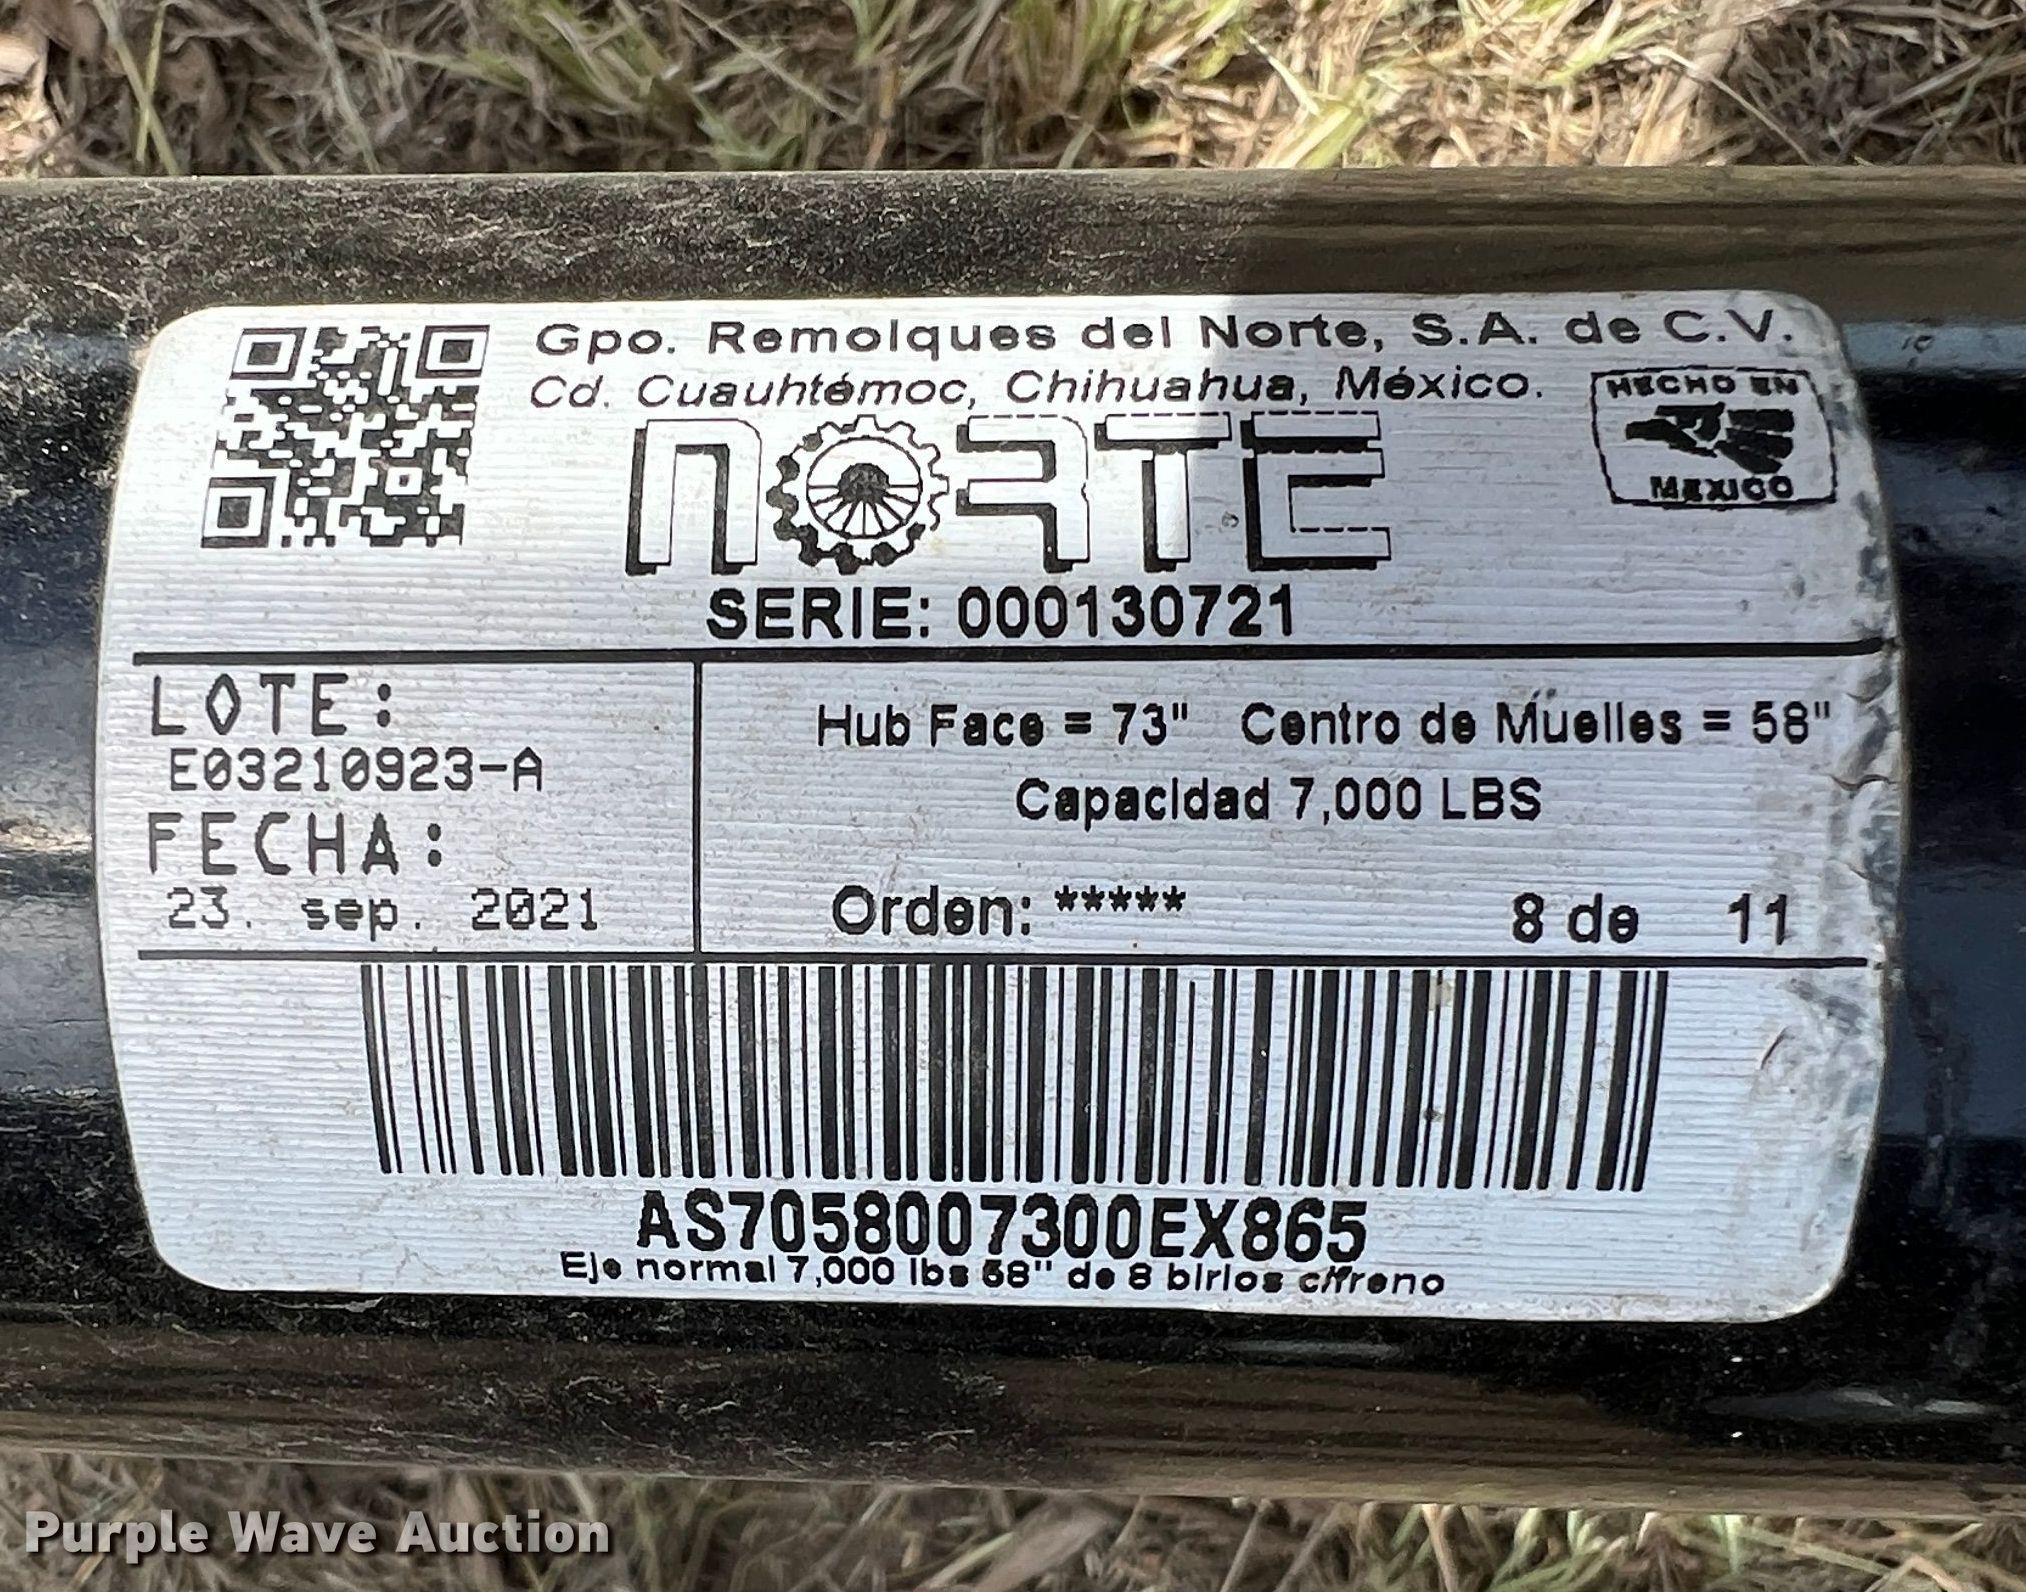 Gpo. Remolques del Norte, S.A. de C.V.
Cd. Cuauhtémoc, Chihuahua, México.
HECHO EN
MEXICO
NORTE
SERIE: 000130721
LOTE:
E03210923-A
FECHA:
23. sep. 2021
Hub Face = 73" Centro de Muelles = 58"
Capacidad 7,000 LBS
Orden: ***** 8 de 11
AS7058007300EX865
Eje normal 7,000 lbs 58" de 8 birlos c/freno
Purple Wave Auction